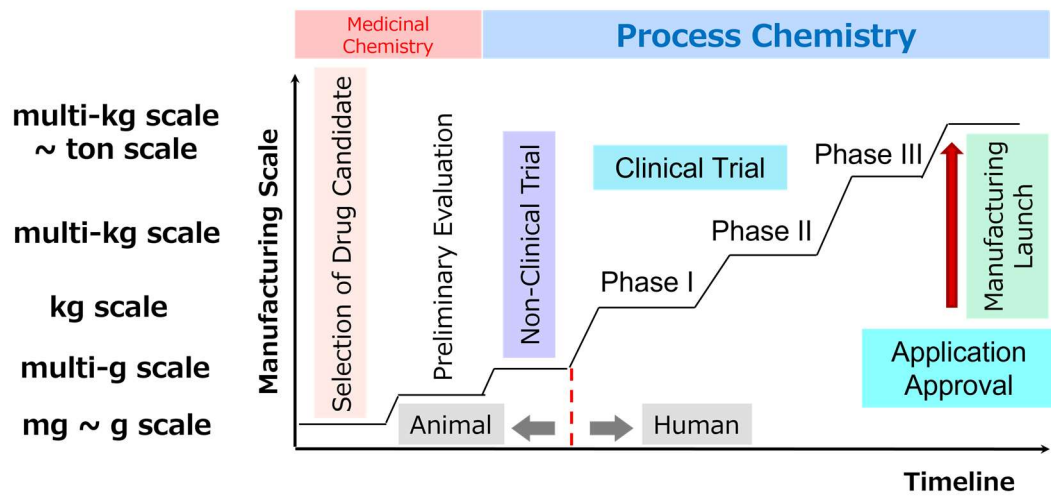 Medicinal
Chemistry
Process Chemistry
multi-kg scale
~ ton scale
multi-kg scale
kg scale
multi-g scale
mg ~ g scale
Manufacturing Scale
Selection of Drug Candidate
Preliminary Evaluation
Non-Clinical Trial
Clinical Trial
Phase I
Phase II
Phase III
Manufacturing
Launch
Application
Approval
Animal
Human
Timeline